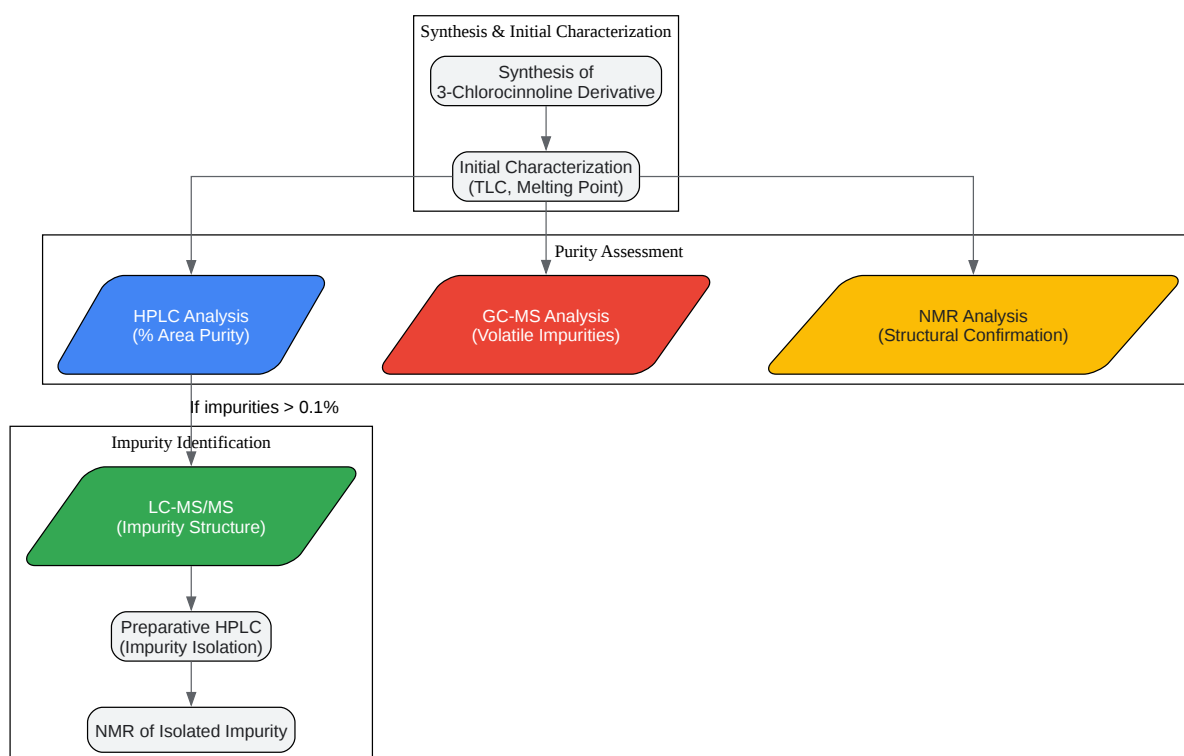 Synthesis & Initial Characterization
Synthesis of
3-Chlorocinnoline Derivative
Initial Characterization
(TLC, Melting Point)
Purity Assessment
HPLC Analysis
(% Area Purity)
GC-MS Analysis
(Volatile Impurities)
NMR Analysis
(Structural Confirmation)
If impurities > 0.1%
Impurity Identification
LC-MS/MS
(Impurity Structure)
Preparative HPLC
(Impurity Isolation)
NMR of Isolated Impurity